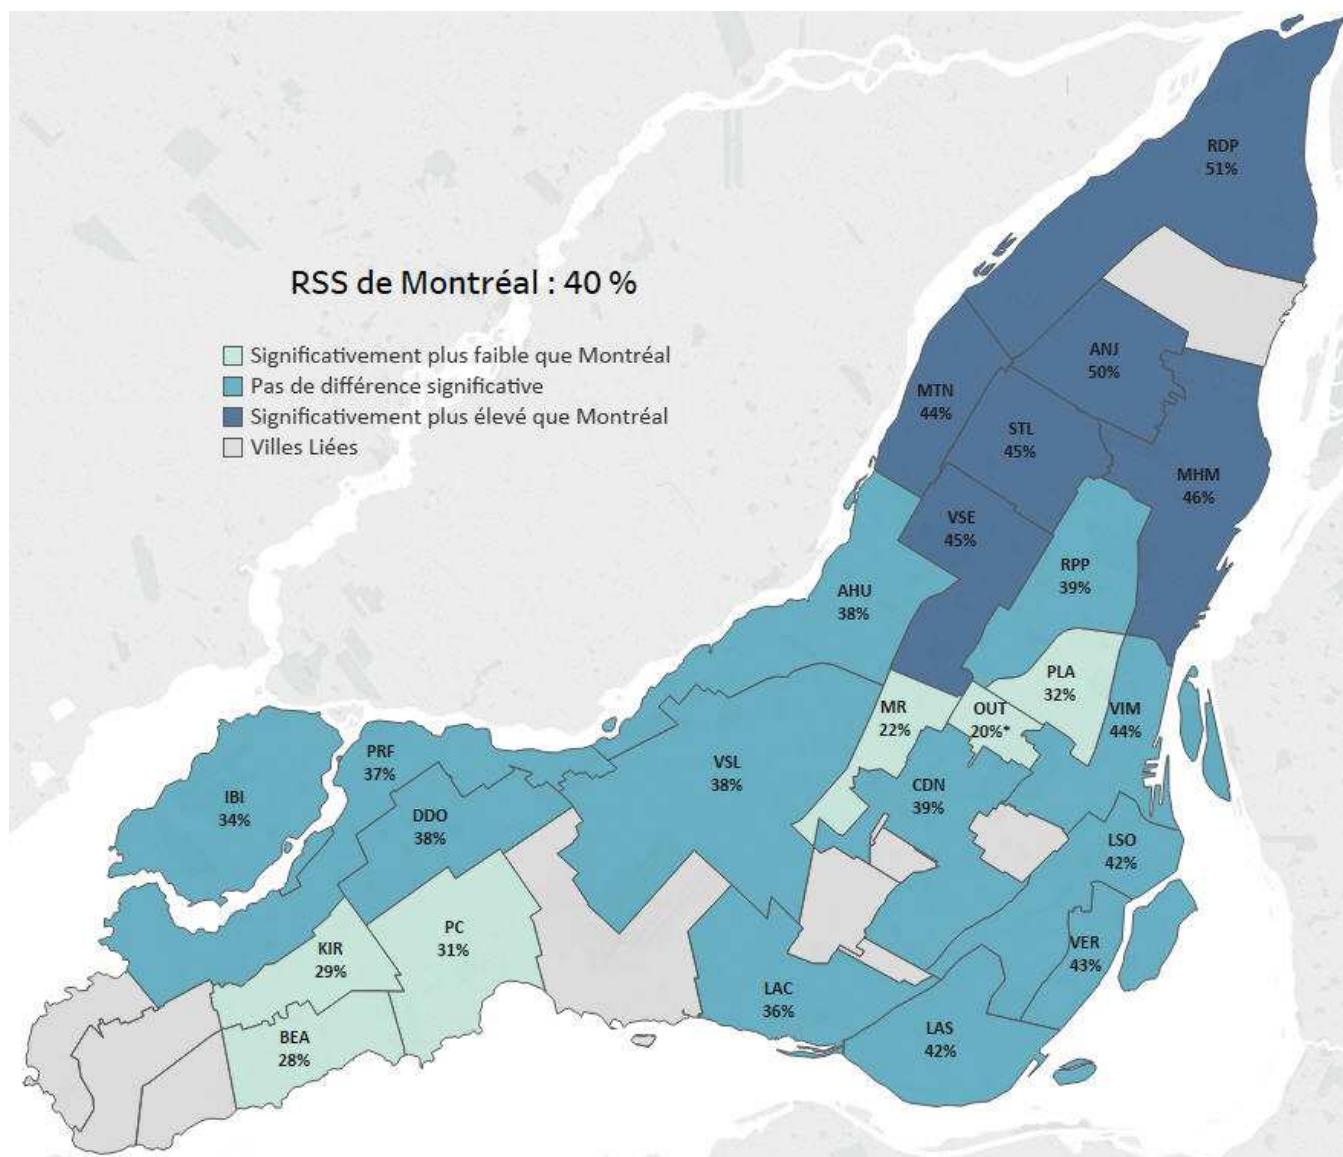 RSS de Montréal : 40 %
Significativement plus faible que Montréal
Pas de différence significative
Significativement plus élevé que Montréal
Villes Liées
RDP
51%
ANJ
50%
MTN
44%
STL
45%
MHM
46%
VSE
45%
RPP
39%
AHU
38%
PLA
32%
MR
22%
OUT
20%*
VIM
44%
PRF
37%
VSL
38%
CDN
39%
IBI
34%
DDO
38%
LSO
42%
PC
31%
KIR
29%
VER
43%
LAC
36%
BEA
28%
LAS
42%